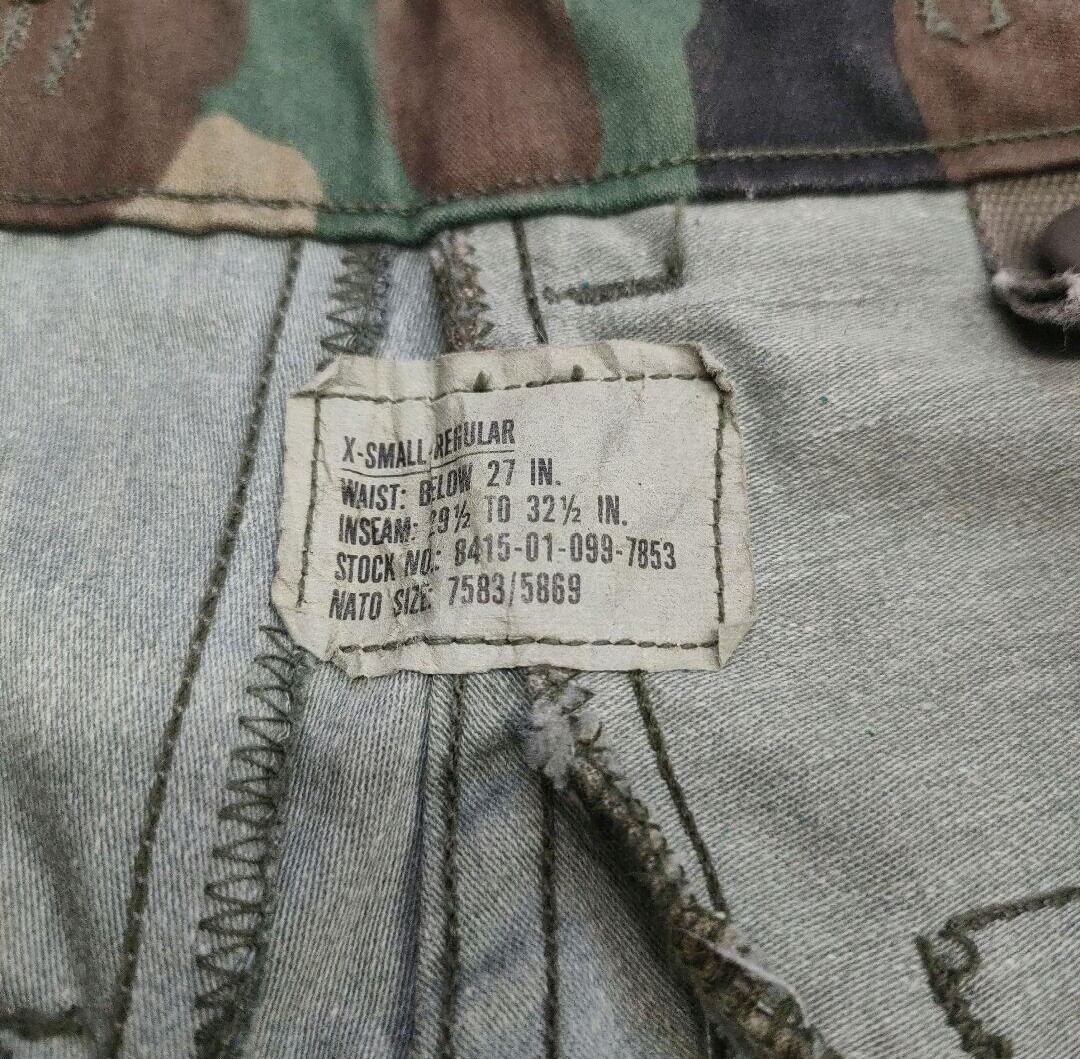 X-SMALL-REGULAR
WAIST: BELOW 27 IN.
INSEAM: 29½ TO 32½ IN.
STOCK NO.: 8415-01-099-7853
NATO SIZE: 7583/5869